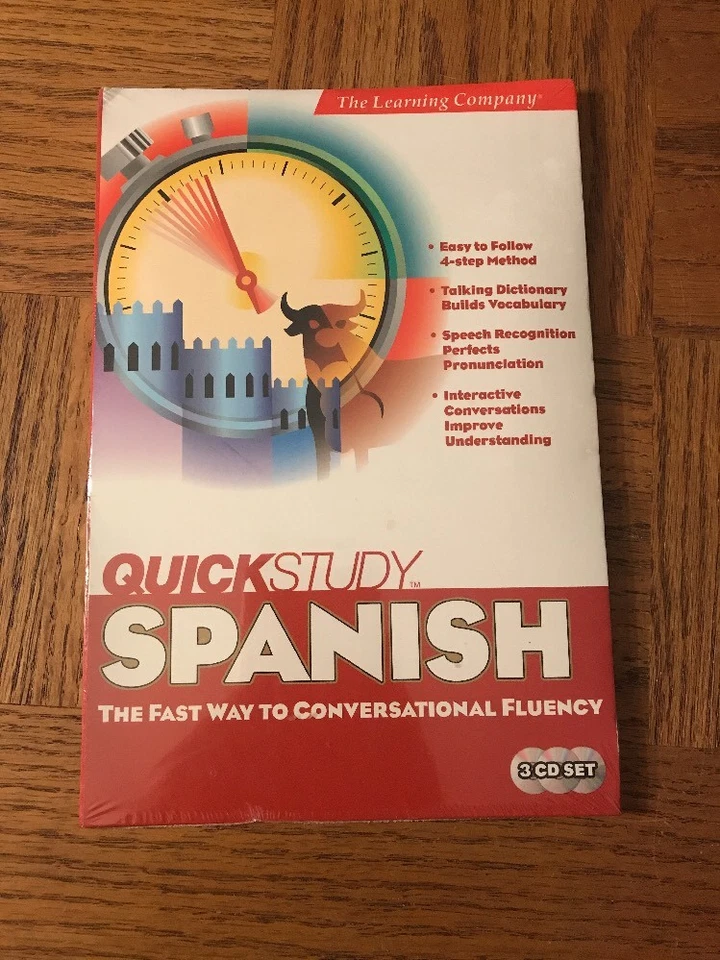 The Learning Company®
• Easy to Follow
4-step Method
• Talking Dictionary
Builds Vocabulary
• Speech Recognition
Perfects
Pronunciation
• Interactive
Conversations
Improve
Understanding
QUICKSTUDY™
SPANISH
THE FAST WAY TO CONVERSATIONAL FLUENCY
3 CD SET